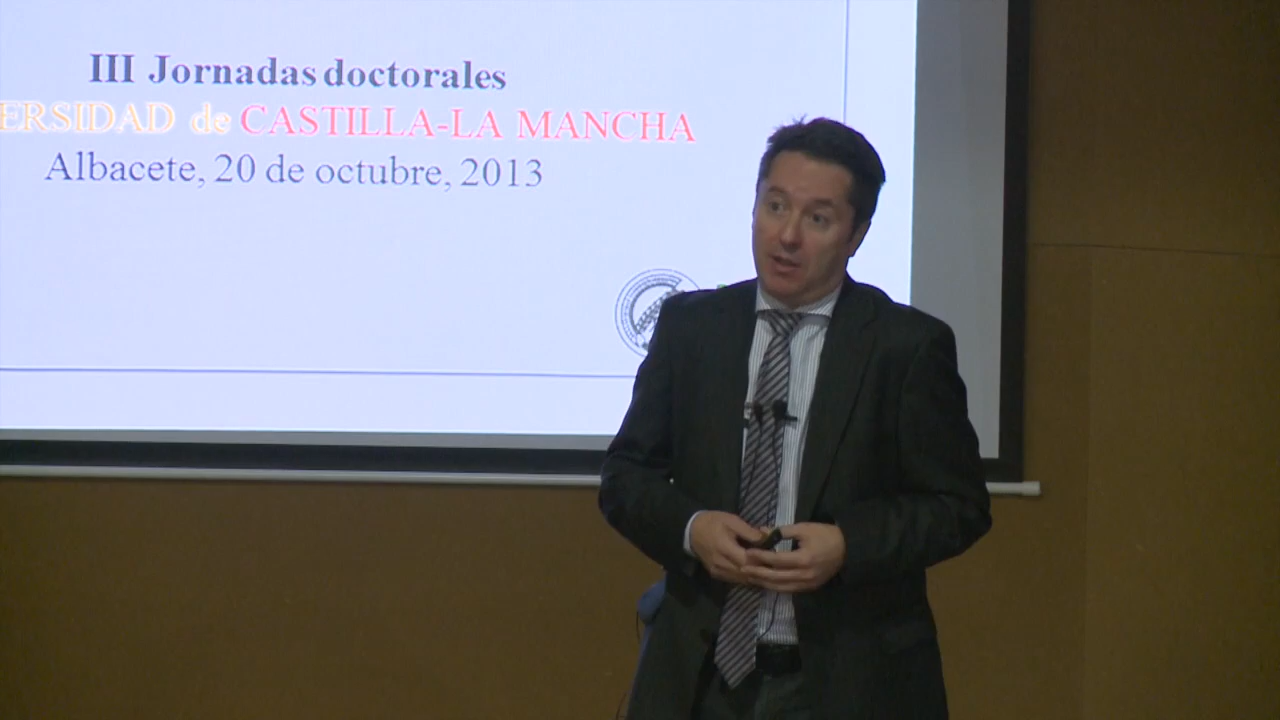 III Jornadas doctorales
ERSIDAD de CASTILLA-LA MANCHA
Albacete, 20 de octubre, 2013